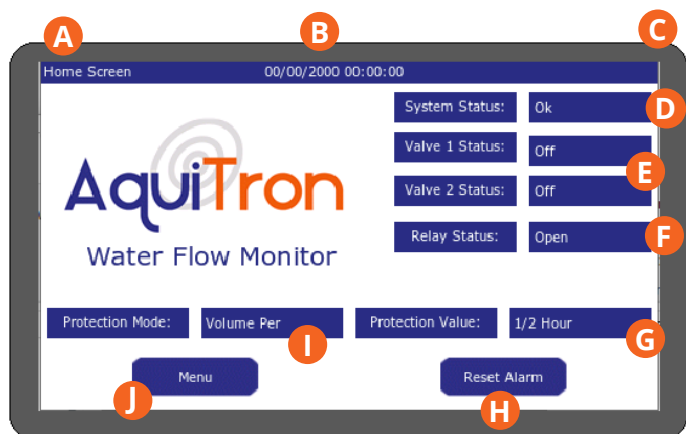 A
B
C
Home Screen 00/00/2000 00:00:00
System Status: Ok
D
Valve 1 Status: Off
E
Valve 2 Status: Off
Relay Status: Open
F
AquiTron
Water Flow Monitor
Protection Mode: Volume Per
I
Protection Value: 1/2 Hour
G
Menu
J
Reset Alarm
H